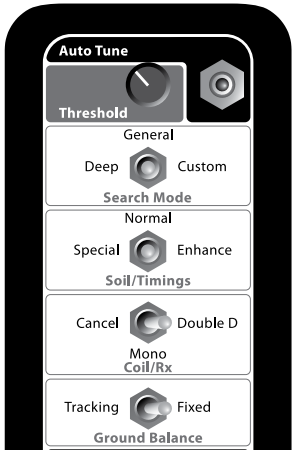 Auto Tune
Threshold
General
Deep Custom
Search Mode
Normal
Special Enhance
Soil/Timings
Cancel Double D
Mono
Coil/Rx
Tracking Fixed
Ground Balance